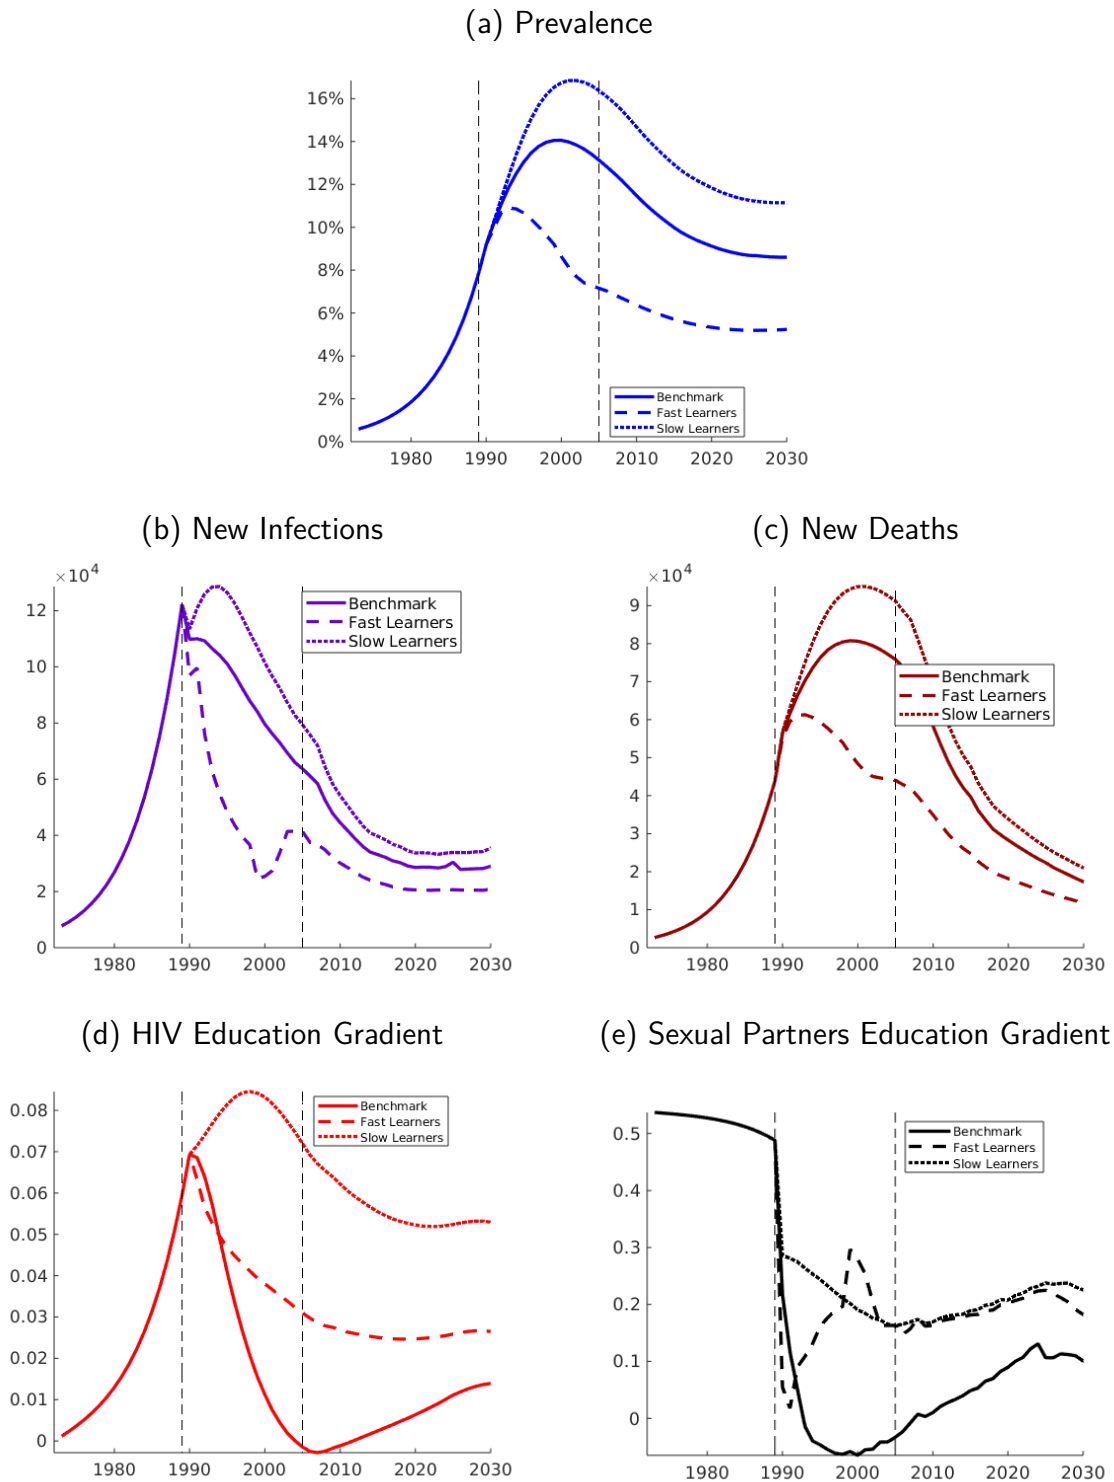 (a) Prevalence
16%
14%
12%
10%
8%
6%
4%
2%
0%
Benchmark
Fast Learners
Slow Learners
1980 1990 2000 2010 2020 2030
(b) New Infections
×10⁴
12
10
8
6
4
2
0
Benchmark
Fast Learners
Slow Learners
1980 1990 2000 2010 2020 2030
(c) New Deaths
×10⁴
9
8
7
6
5
4
3
2
1
0
Benchmark
Fast Learners
Slow Learners
1980 1990 2000 2010 2020 2030
(d) HIV Education Gradient
0.08
0.07
0.06
0.05
0.04
0.03
0.02
0.01
0
Benchmark
Fast Learners
Slow Learners
1980 1990 2000 2010 2020 2030
(e) Sexual Partners Education Gradient
0.5
0.4
0.3
0.2
0.1
0
Benchmark
Fast Learners
Slow Learners
1980 1990 2000 2010 2020 2030